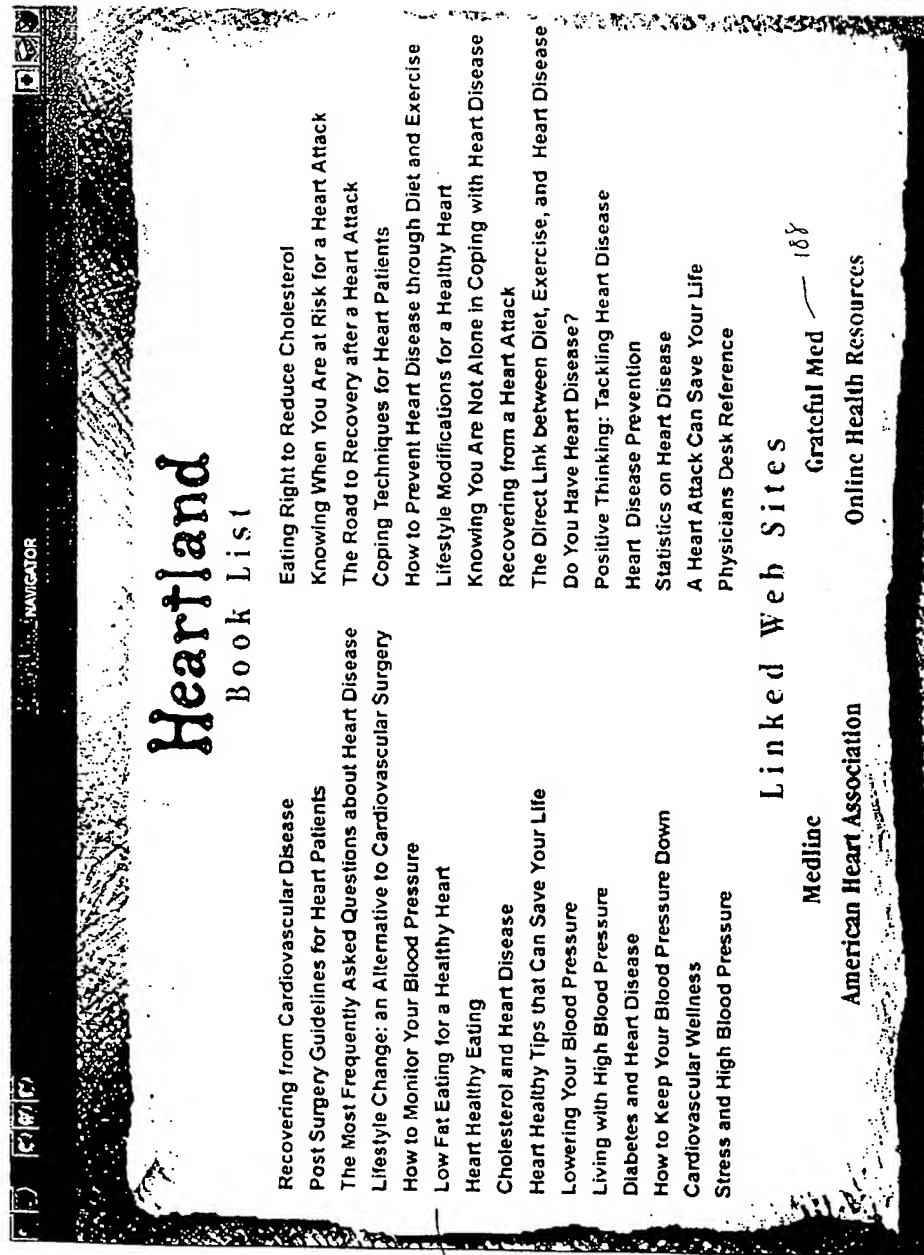 NAVIGATOR
Heartland
Book List
Recovering from Cardiovascular Disease
Post Surgery Guidelines for Heart Patients
The Most Frequently Asked Questions about Heart Disease
Lifestyle Change: an Alternative to Cardiovascular Surgery
How to Monitor Your Blood Pressure
Low Fat Eating for a Healthy Heart
Heart Healthy Eating
Cholesterol and Heart Disease
Heart Healthy Tips that Can Save Your Life
Lowering Your Blood Pressure
Living with High Blood Pressure
Diabetes and Heart Disease
How to Keep Your Blood Pressure Down
Cardiovascular Wellness
Stress and High Blood Pressure
Eating Right to Reduce Cholesterol
Knowing When You Are at Risk for a Heart Attack
The Road to Recovery after a Heart Attack
Coping Techniques for Heart Patients
How to Prevent Heart Disease through Diet and Exercise
Lifestyle Modifications for a Healthy Heart
Knowing You Are Not Alone in Coping with Heart Disease
Recovering from a Heart Attack
The Direct Link between Diet, Exercise, and Heart Disease
Do You Have Heart Disease?
Positive Thinking: Tackling Heart Disease
Heart Disease Prevention
Statistics on Heart Disease
A Heart Attack Can Save Your Life
Physicians Desk Reference
Linked Web Sites
Medline
Grateful Med 188
American Heart Association
Online Health Resources